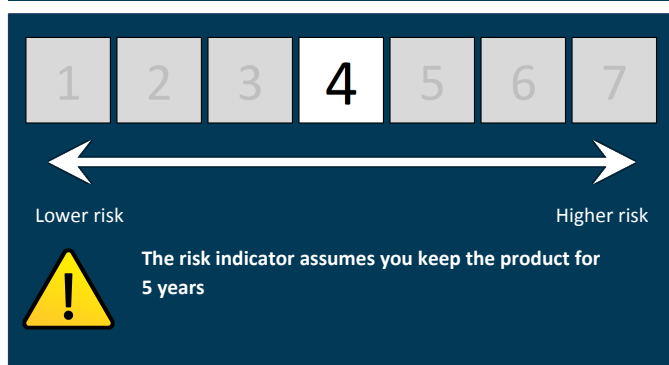 1 2 3 4 5 6 7
Lower risk Higher risk
The risk indicator assumes you keep the product for
5 years